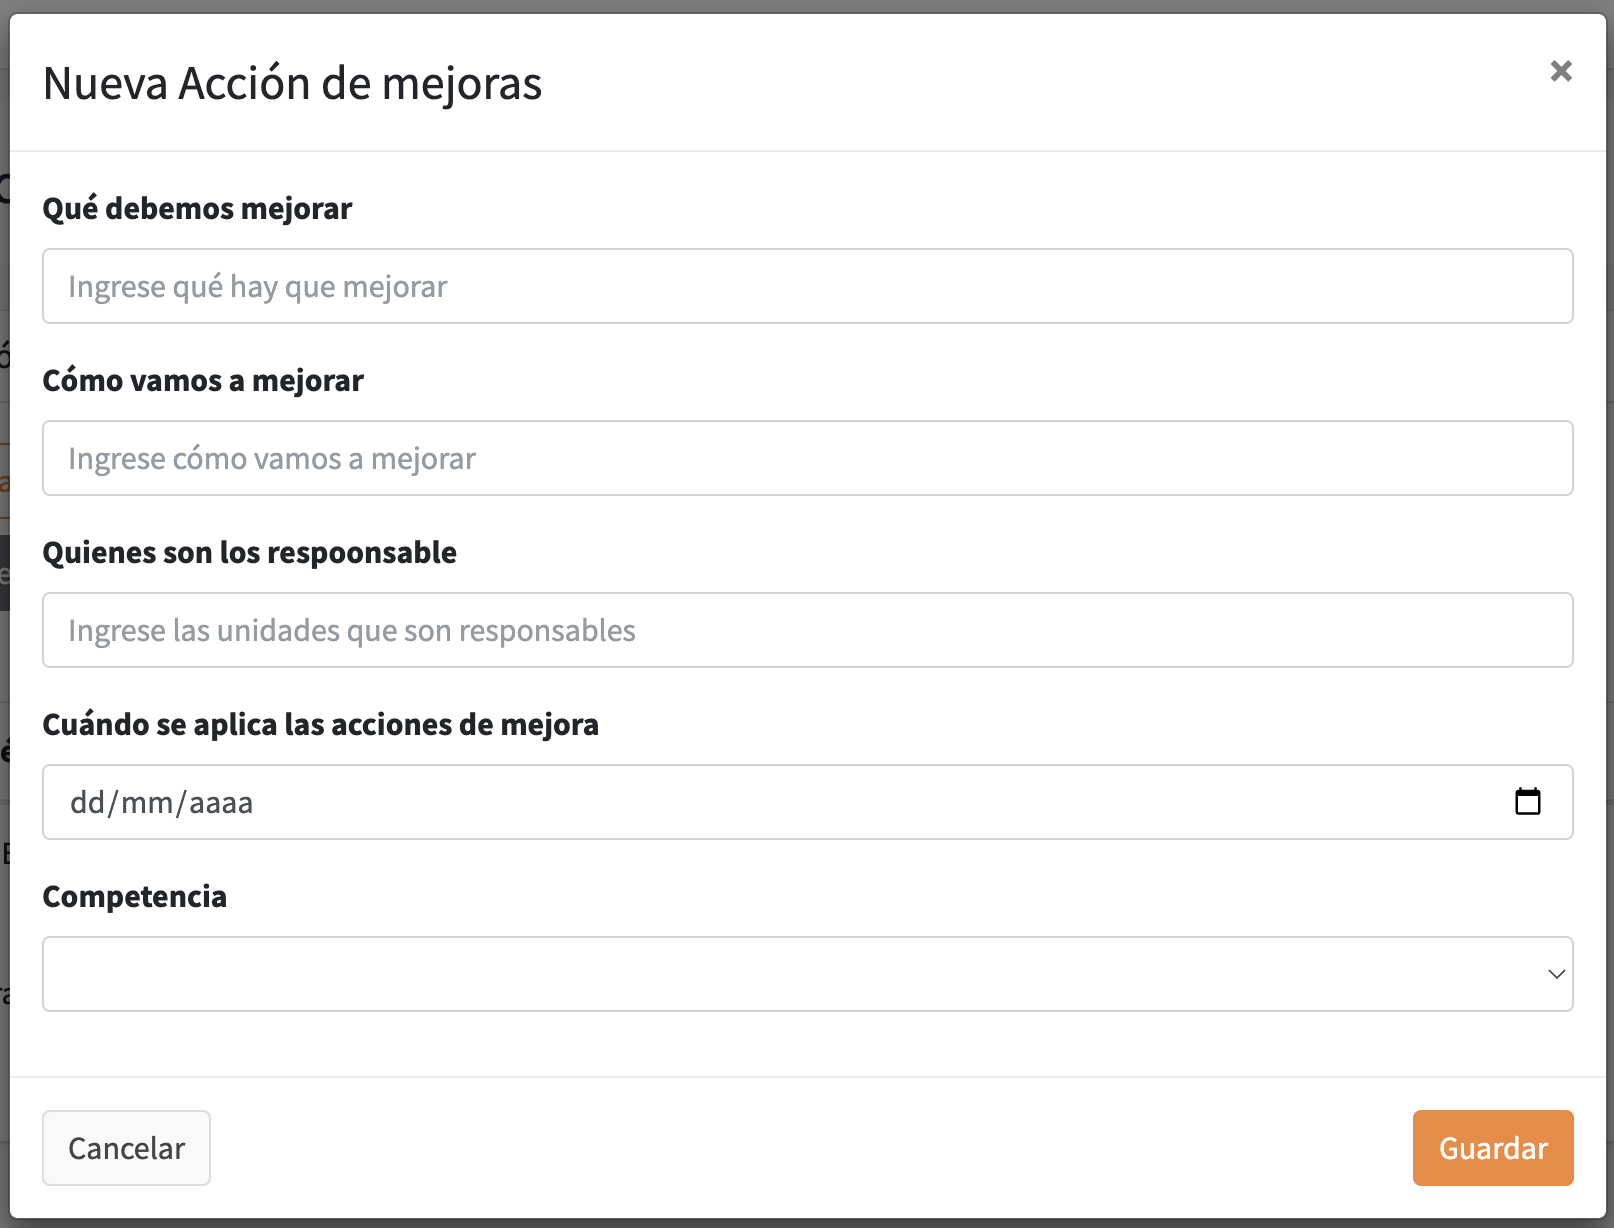 Nueva Acción de mejoras
Qué debemos mejorar
Ingrese qué hay que mejorar
Cómo vamos a mejorar
Ingrese cómo vamos a mejorar
Quienes son los respoonsable
Ingrese las unidades que son responsables
Cuándo se aplica las acciones de mejora
dd/mm/aaaa
Competencia
Cancelar
Guardar